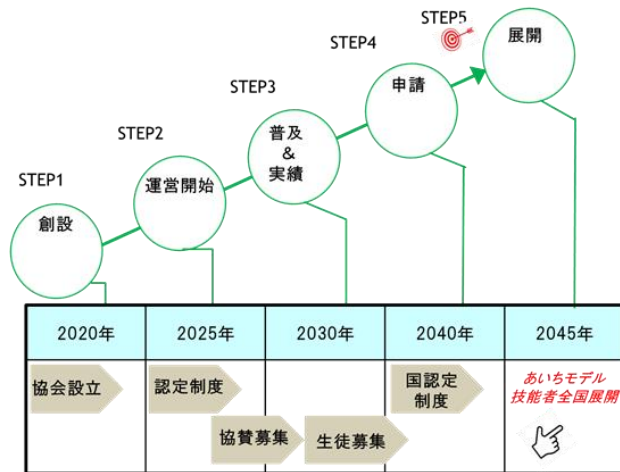 STEP5
展開
STEP4
申請
STEP3
普及
&
実績
STEP2
運営開始
STEP1
創設
2020年
2025年
2030年
2040年
2045年
協会設立
認定制度
国認定
制度
あいちモデル
技能者全国展開
協賛募集
生徒募集